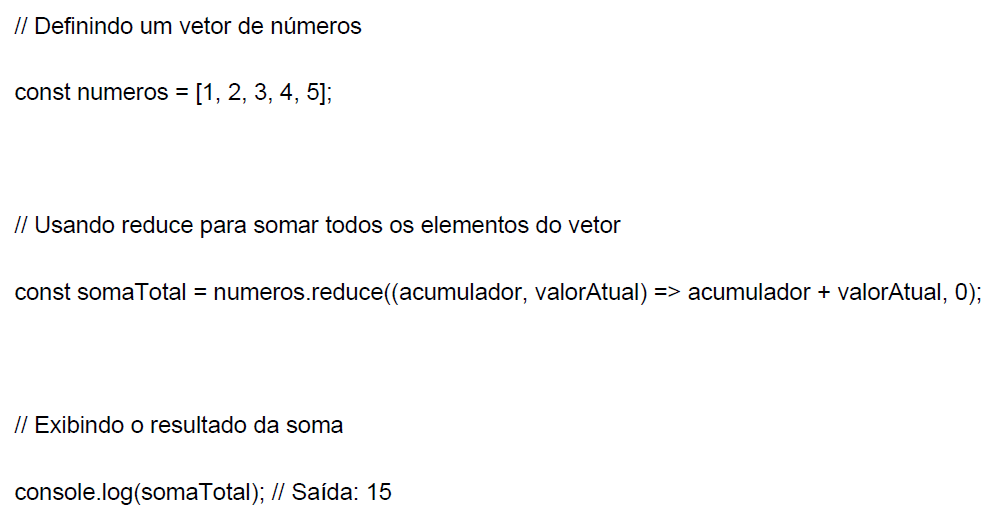 // Definindo um vetor de números
const numeros = [1, 2, 3, 4, 5];
// Usando reduce para somar todos os elementos do vetor
const somaTotal = numeros.reduce((acumulador, valorAtual) => acumulador + valorAtual, 0);
// Exibindo o resultado da soma
console.log(somaTotal); // Saída: 15